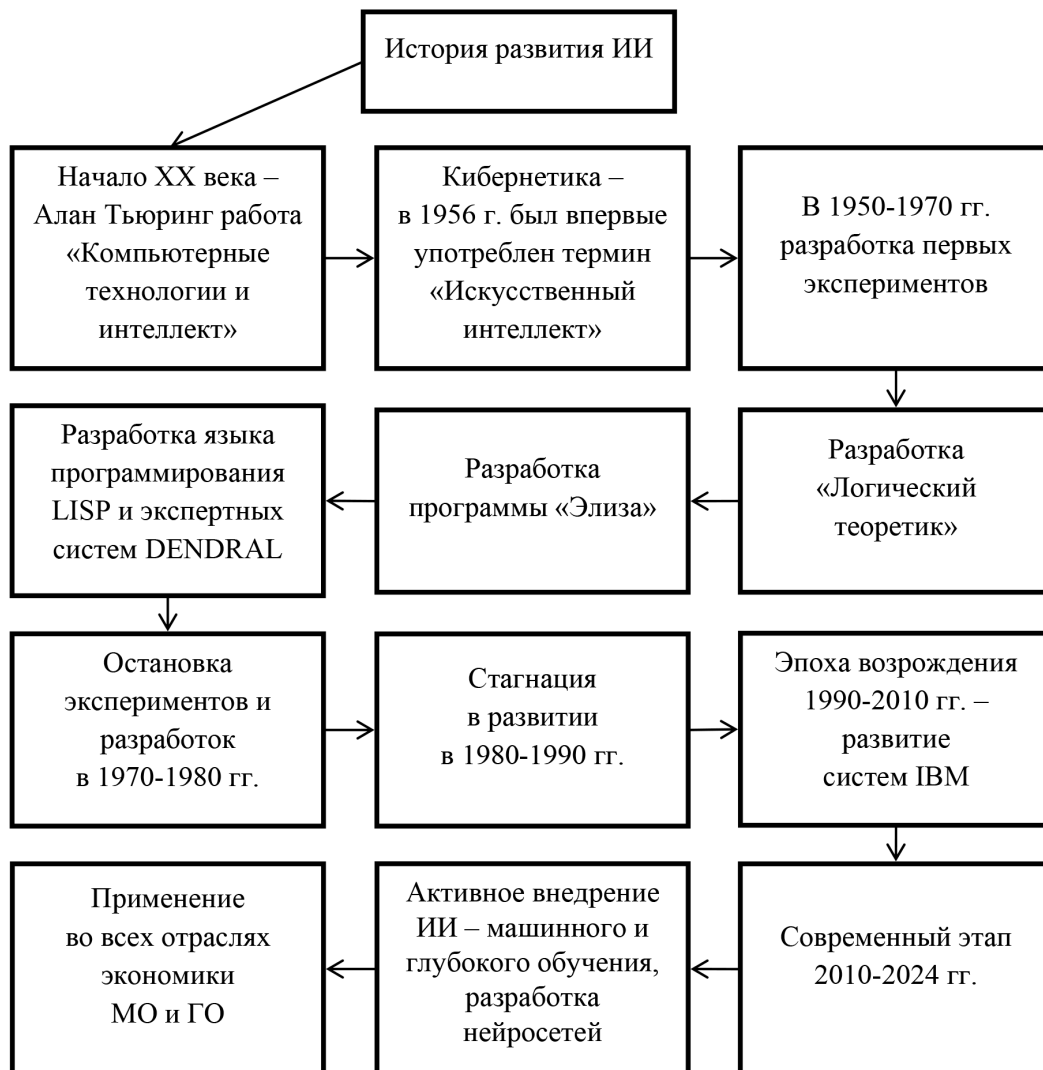 История развития ИИ
Начало XX века –
Алан Тьюринг работа
«Компьютерные
технологии и
интеллект»
Кибернетика –
в 1956 г. был впервые
употреблен термин
«Искусственный
интеллект»
В 1950-1970 гг.
разработка первых
экспериментов
Разработка
«Логический
теоретик»
Разработка
программы «Элиза»
Разработка языка
программирования
LISP и экспертных
систем DENDRAL
Остановка
экспериментов и
разработок
в 1970-1980 гг.
Стагнация
в развитии
в 1980-1990 гг.
Эпоха возрождения
1990-2010 гг. –
развитие
систем IBM
Современный этап
2010-2024 гг.
Активное внедрение
ИИ – машинного и
глубокого обучения,
разработка
нейросетей
Применение
во всех отраслях
экономики
МО и ГО